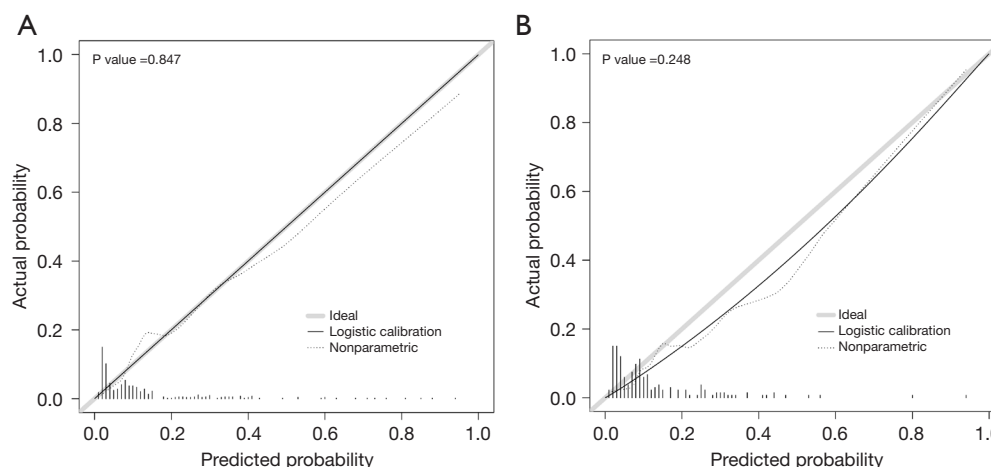 A
P value =0.847
1.0
0.8
0.6
0.4
0.2
0.0
Actual probability
Ideal
Logistic calibration
Nonparametric
0.0 0.2 0.4 0.6 0.8 1.0
Predicted probability
B
P value =0.248
1.0
0.8
0.6
0.4
0.2
0.0
Actual probability
Ideal
Logistic calibration
Nonparametric
0.0 0.2 0.4 0.6 0.8 1.0
Predicted probability